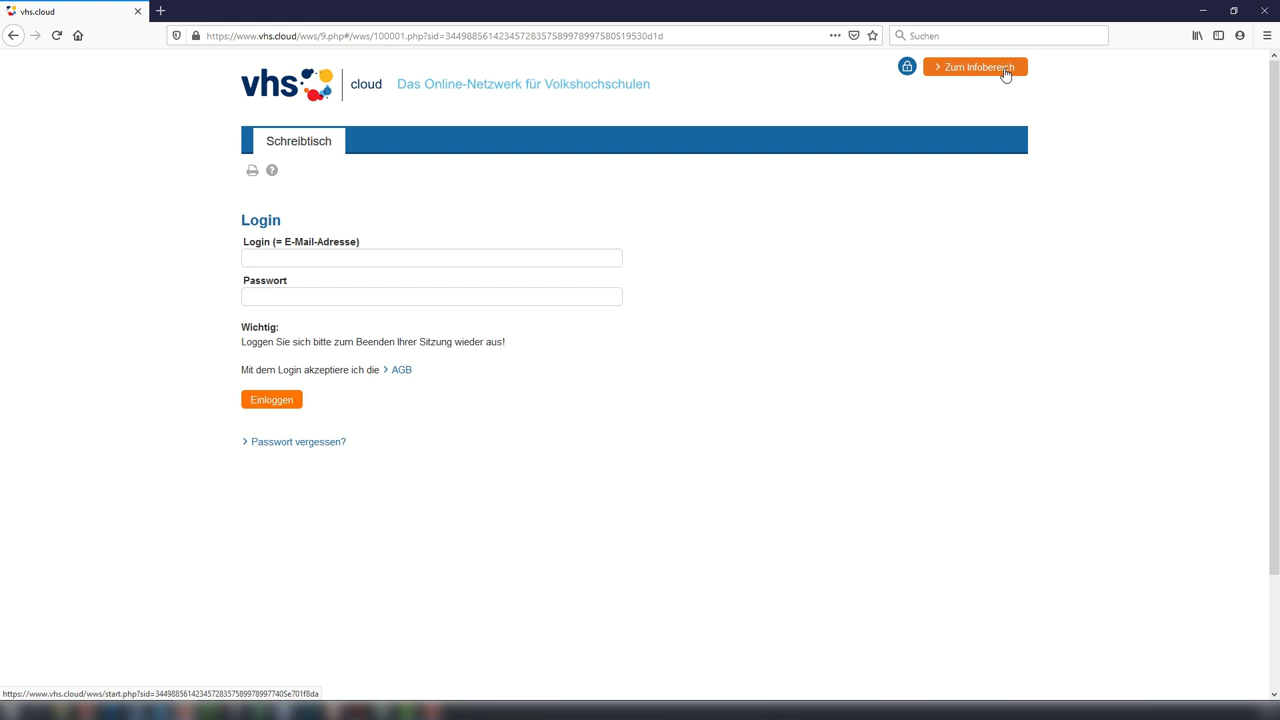 vhs.cloud
https://www.vhs.cloud/wws/9.php#/wws/100001.php?sid=34498856142345728357589978997580S19530d1d
Suchen
vhs cloud Das Online-Netzwerk für Volkshochschulen
Zum Infobereich
Schreibtisch
Login
Login (= E-Mail-Adresse)
Passwort
Wichtig:
Loggen Sie sich bitte zum Beenden Ihrer Sitzung wieder aus!
Mit dem Login akzeptiere ich die > AGB
Einloggen
> Passwort vergessen?
https://www.vhs.cloud/wws/start.php?sid=34498856142345728357589978997740Se701f8da